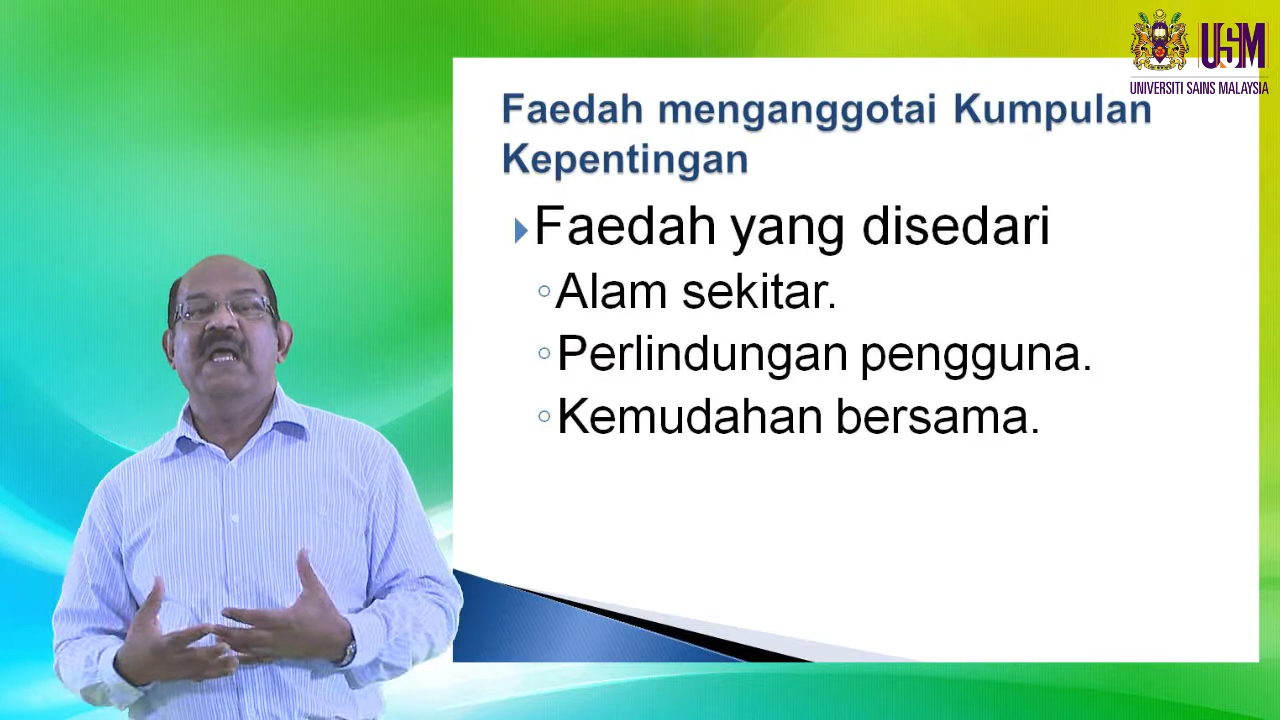 USM
UNIVERSITI SAINS MALAYSIA
Faedah menganggotai Kumpulan
Kepentingan
Faedah yang disedari
Alam sekitar.
Perlindungan pengguna.
Kemudahan bersama.